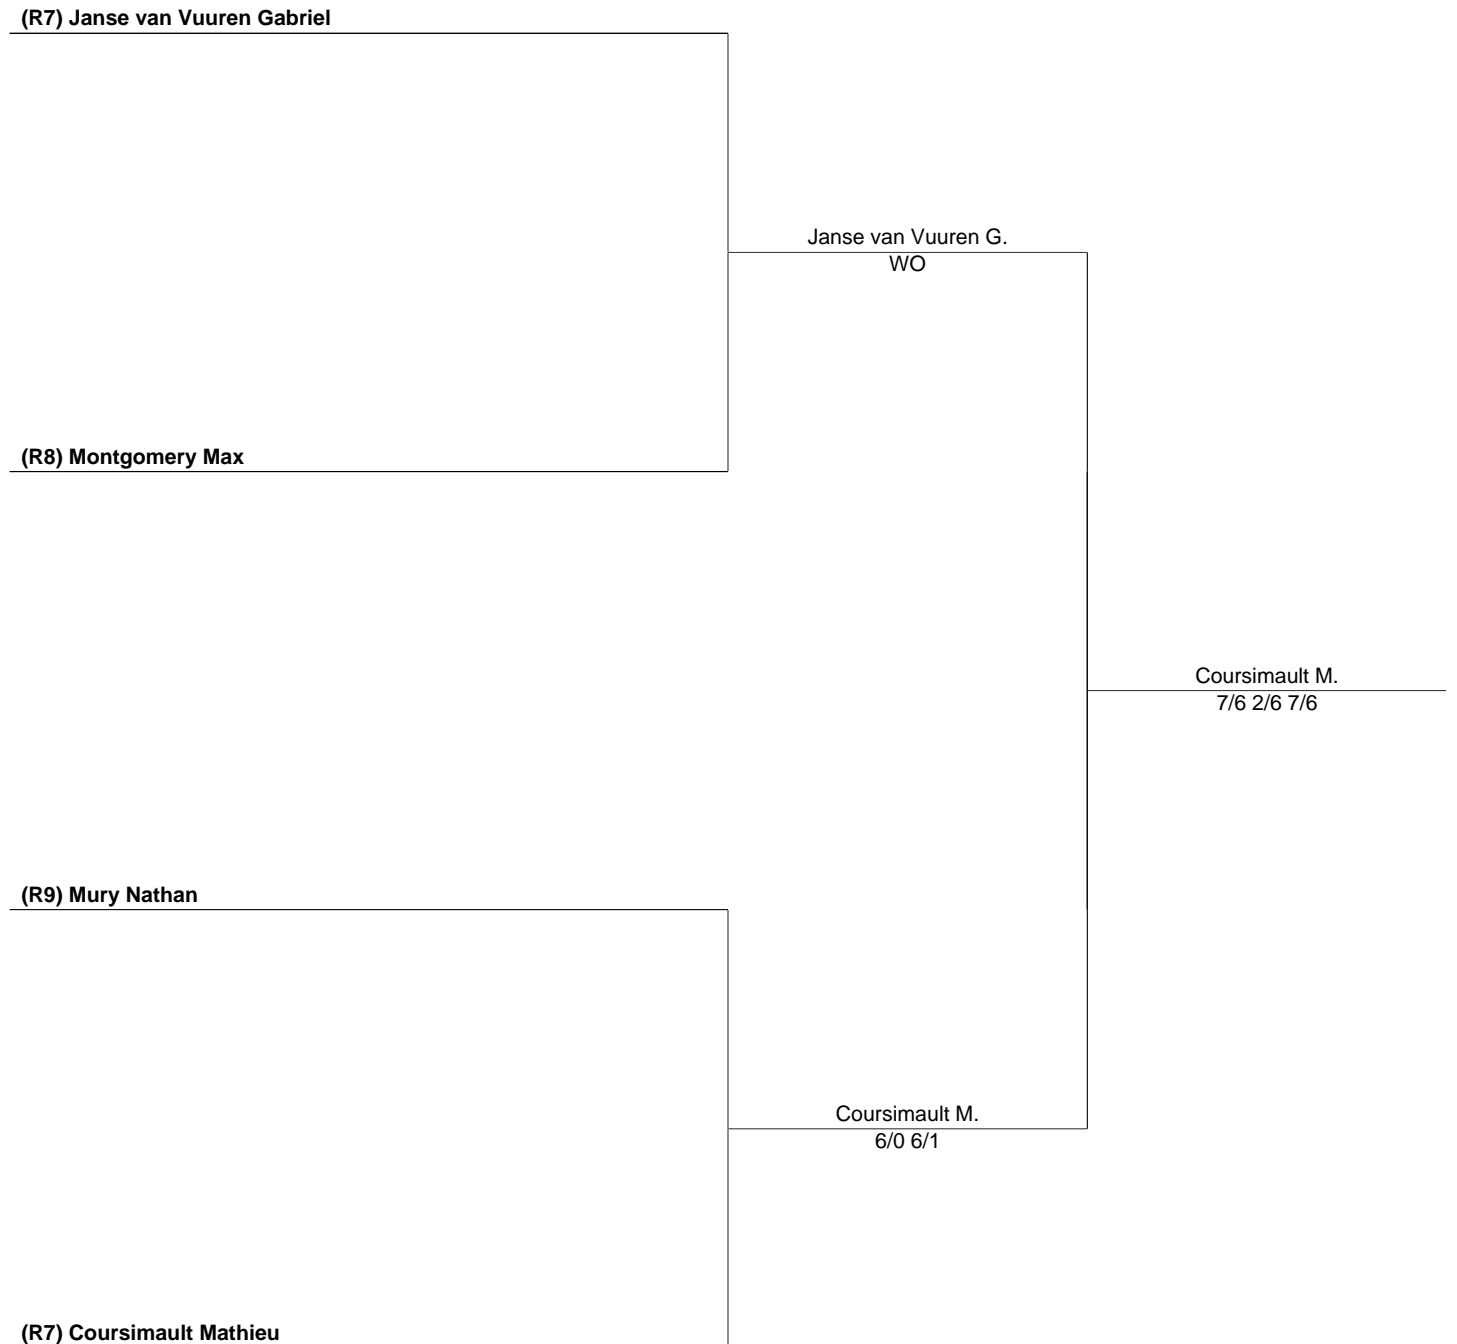 (R7) Janse van Vuuren Gabriel
Janse van Vuuren G.
WO
(R8) Montgomery Max
Coursimault M.
7/6 2/6 7/6
(R9) Mury Nathan
Coursimault M.
6/0 6/1
(R7) Coursimault Mathieu